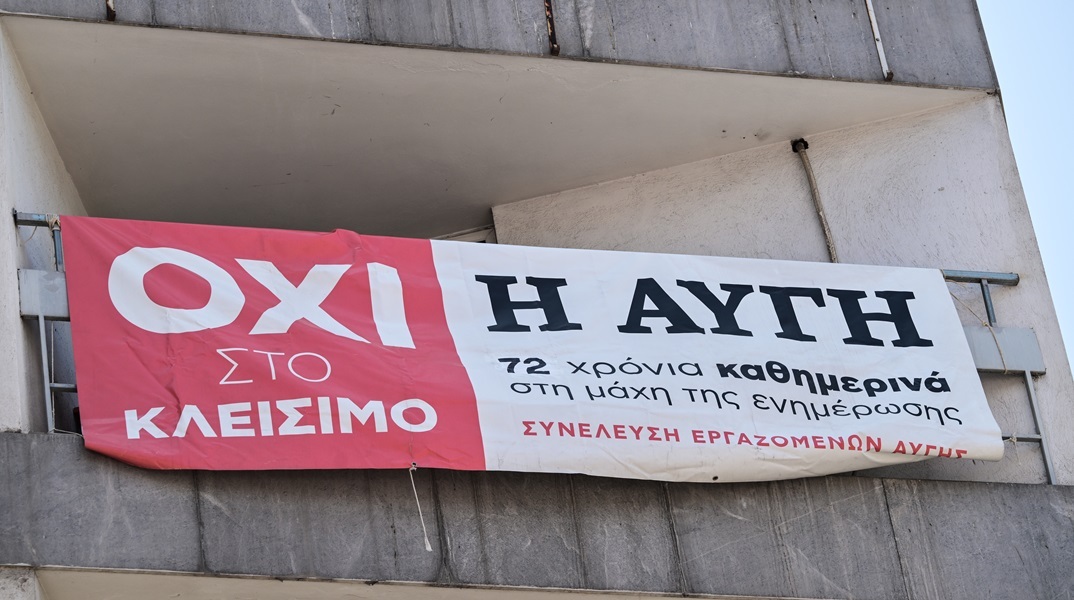 ΟΧΙ
ΣΤΟ
ΚΛΕΙΣΙΜΟ
Η ΑΥΓΗ
72 χρόνια καθημερινά
στη μάχη της ενημέρωσης
ΣΥΝΕΛΕΥΣΗ ΕΡΓΑΖΟΜΕΝΩΝ ΑΥΓΗΣ